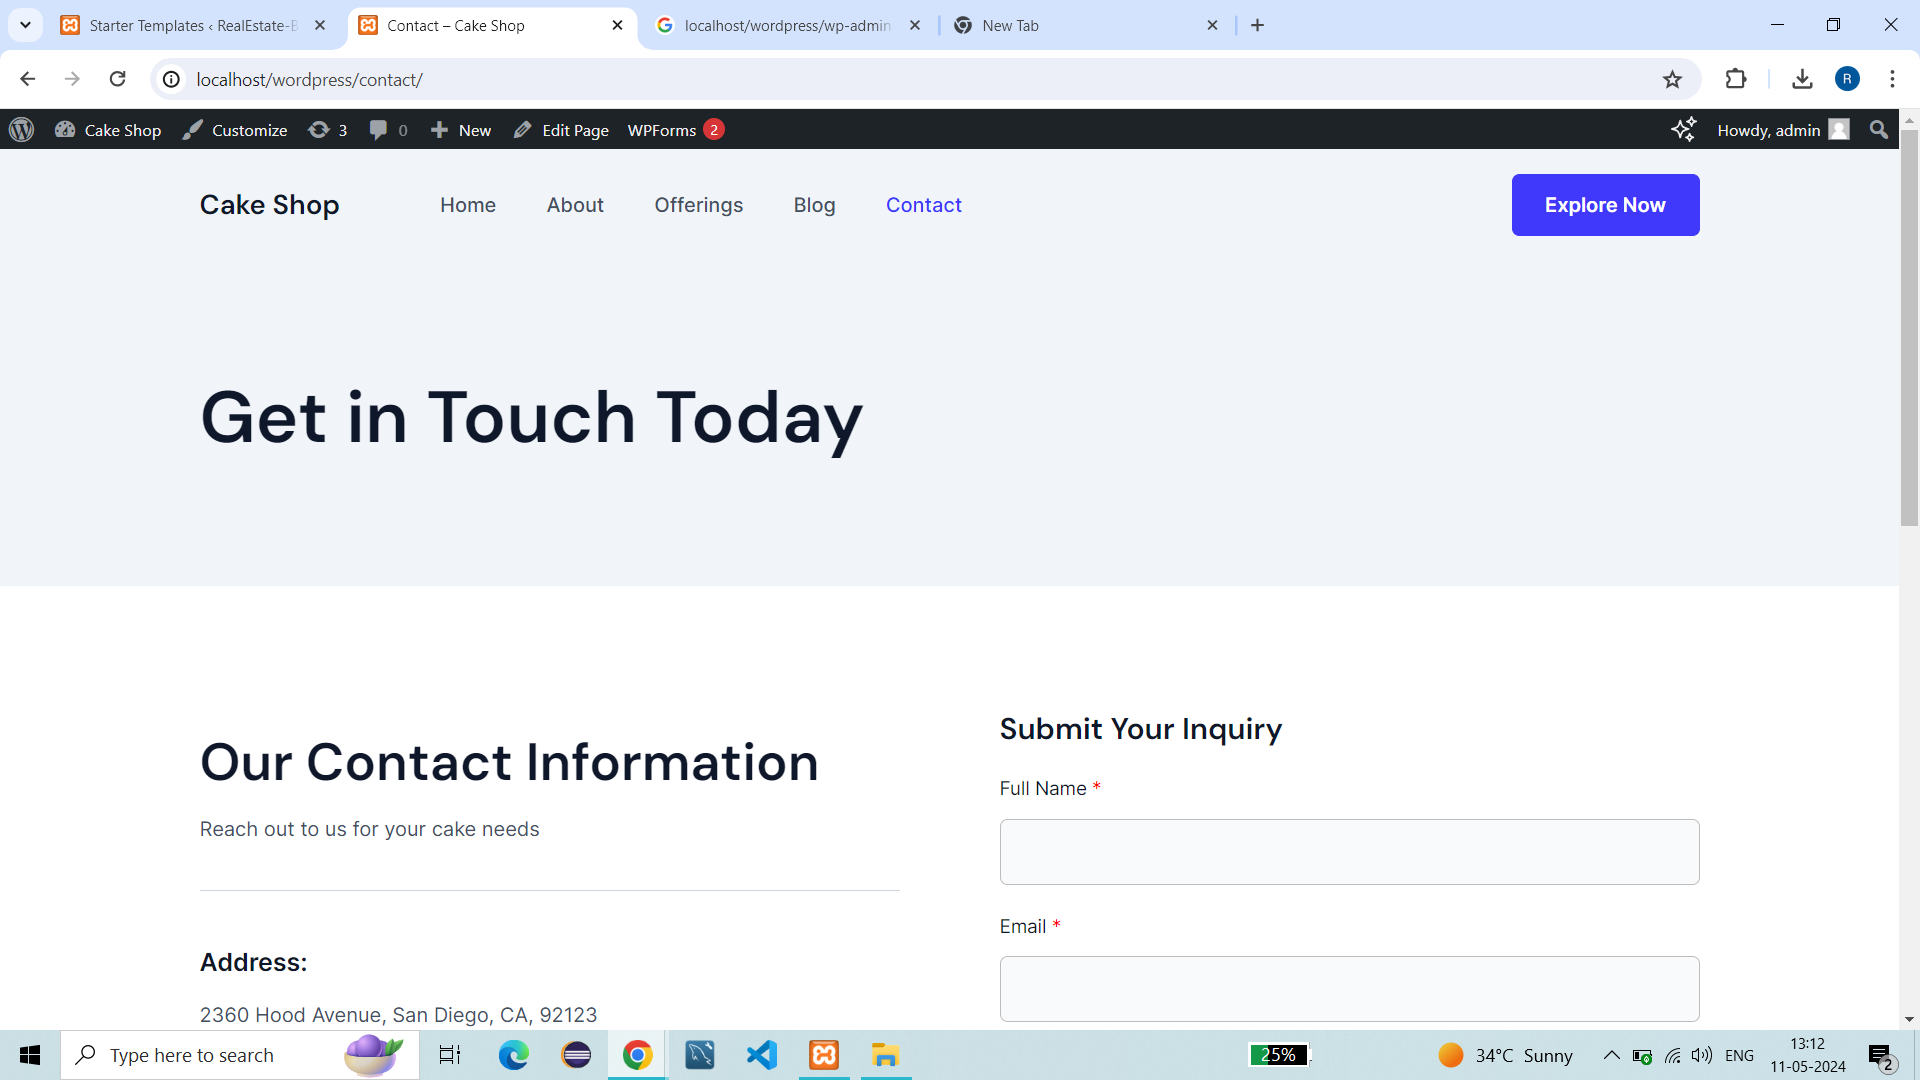 Starter Templates ‹ RealEstate-B
Contact – Cake Shop
localhost/wordpress/wp-admin
New Tab
localhost/wordpress/contact/
R
Cake Shop
Customize
3
0
New
Edit Page
WPForms 2
Howdy, admin
Cake Shop
Home
About
Offerings
Blog
Contact
Explore Now
Get in Touch Today
Our Contact Information
Reach out to us for your cake needs
Address:
2360 Hood Avenue, San Diego, CA, 92123
Submit Your Inquiry
Full Name *
Email *
Type here to search
25%
34°C Sunny
ENG
13:12
11-05-2024
2